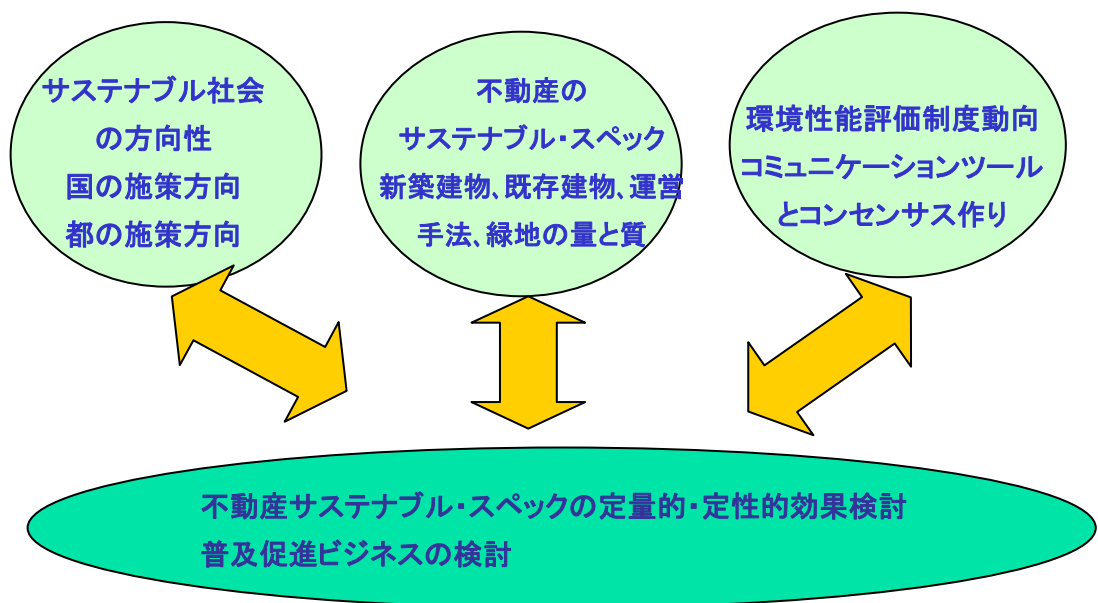 サステナブル社会
の方向性
国の施策方向
都の施策方向
不動産の
サステナブル・スペック
新築建物、既存建物、運営
手法、緑地の量と質
環境性能評価制度動向
コミュニケーションツール
とコンセンサス作り
不動産サステナブル・スペックの定量的・定性的効果検討
普及促進ビジネスの検討